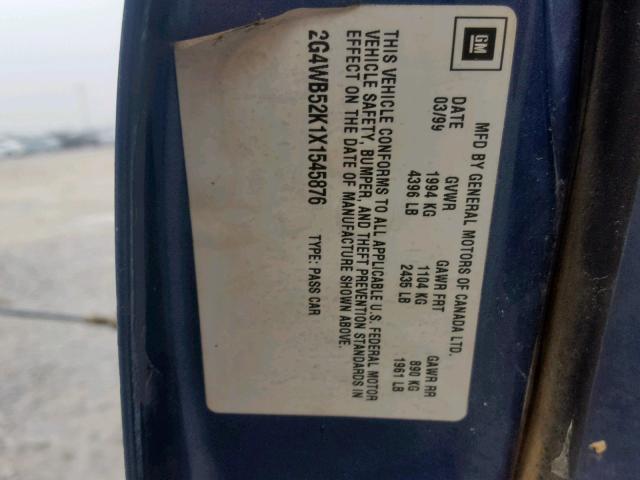 GM
MFD BY GENERAL MOTORS OF CANADA LTD.
DATE GVWR GAWR FRT GAWR RR
03/99 1994 KG 1104 KG 890 KG
4396 LB 2435 LB 1961 LB
THIS VEHICLE CONFORMS TO ALL APPLICABLE U.S. FEDERAL MOTOR
VEHICLE SAFETY, BUMPER, AND THEFT PREVENTION STANDARDS IN
EFFECT ON THE DATE OF MANUFACTURE SHOWN ABOVE.
2G4WB52K1X1545876 TYPE: PASS CAR